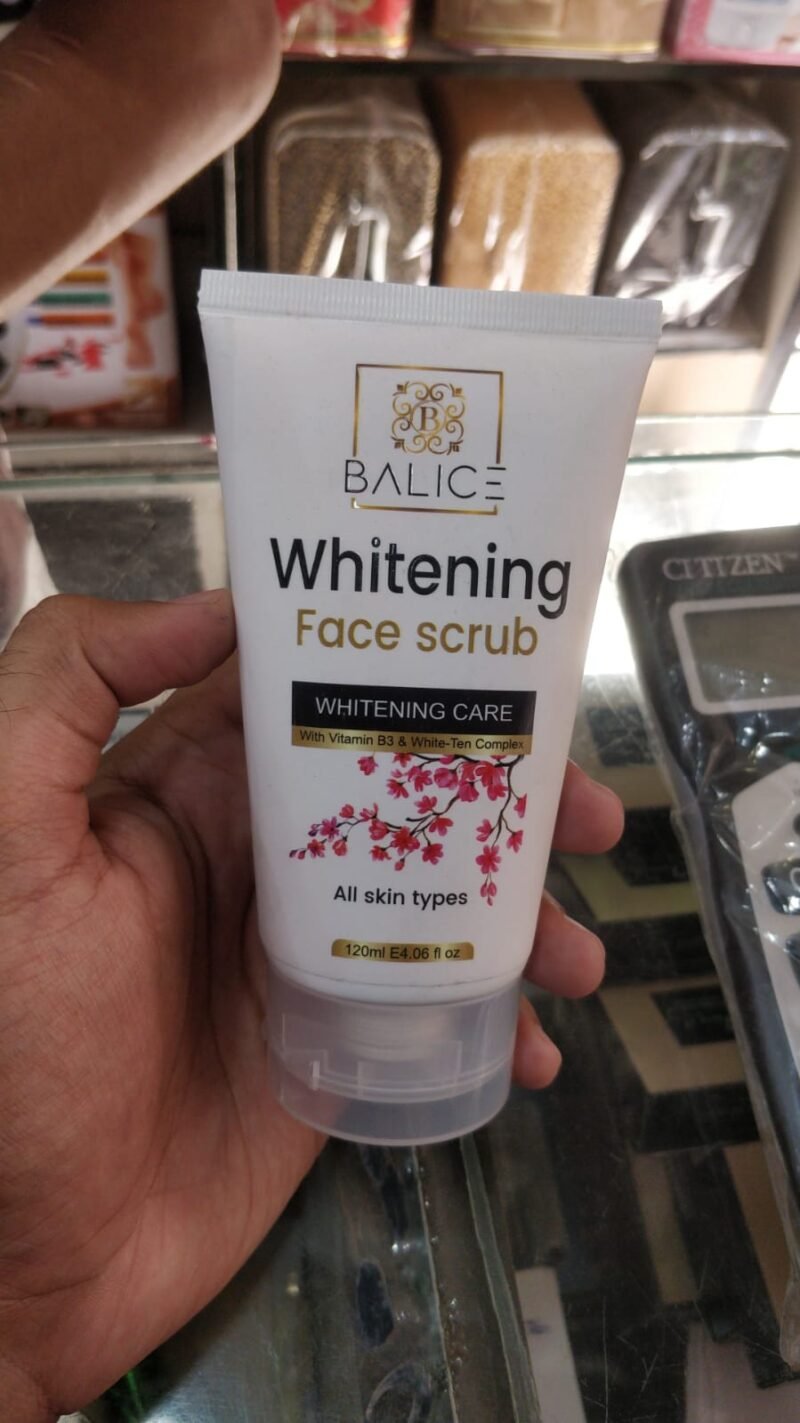 B
BALICE
Whitening
Face scrub
WHITENING CARE
With Vitamin B3 & White-Ten Complex
All skin types
120ml E4.06 fl oz
CITIZEN™